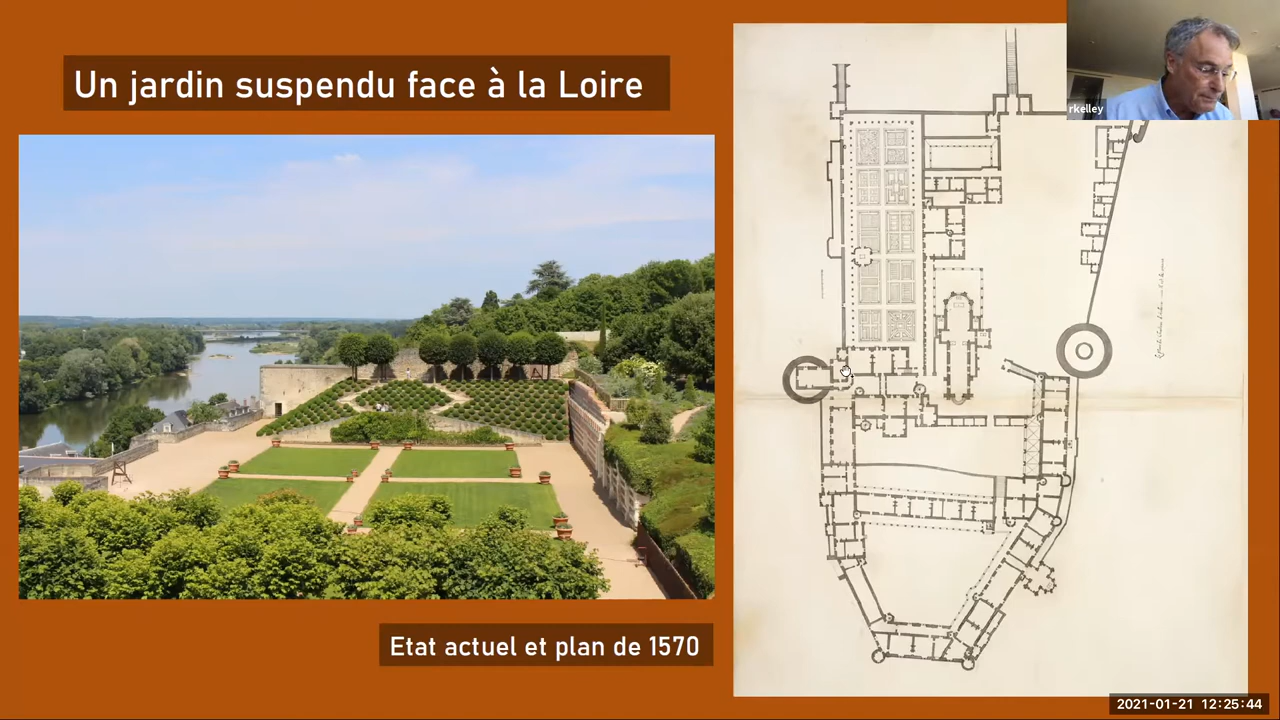 Un jardin suspendu face à la Loire
rkelley
Etat actuel et plan de 1570
2021-01-21 12:25:44